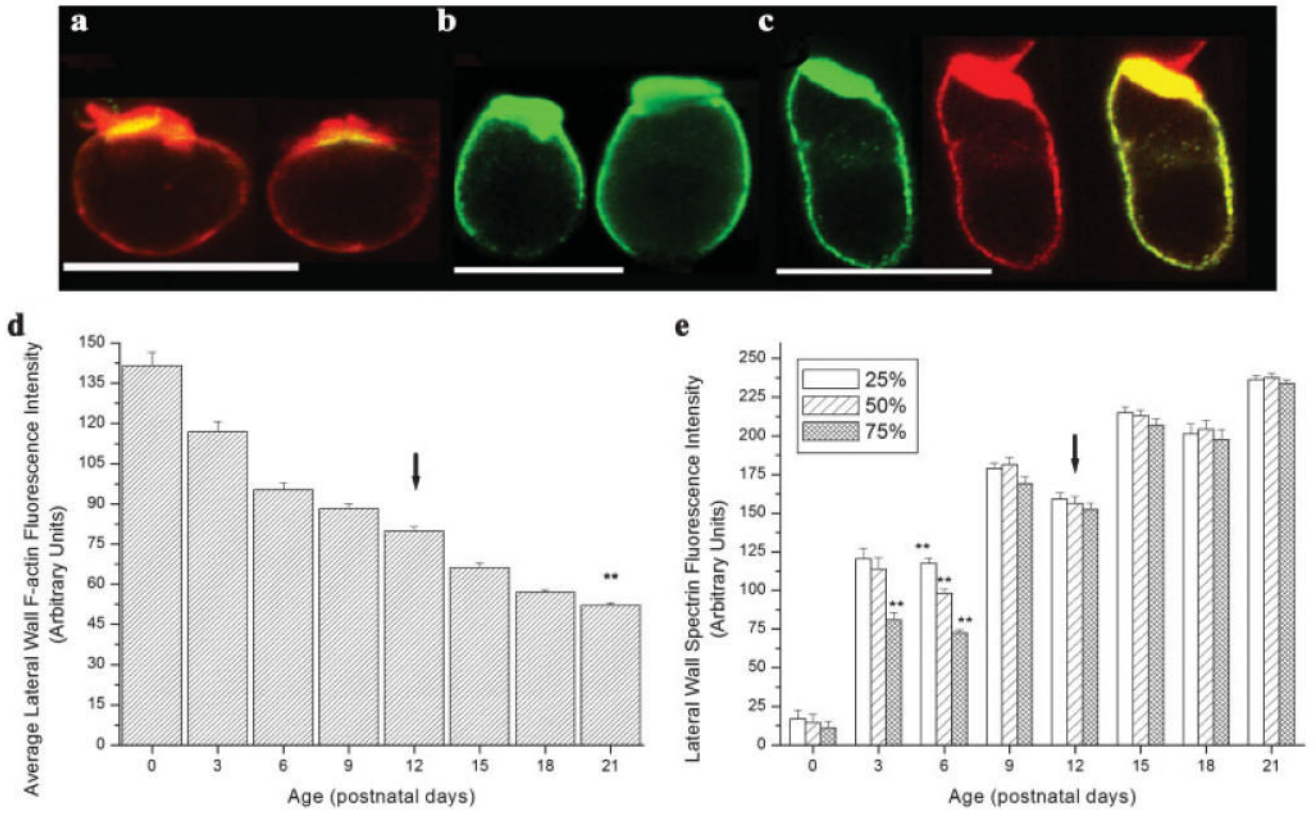 a
b
c
d
Average Lateral Wall F-actin Fluorescence Intensity
(Arbitrary Units)
150
135
120
105
90
75
60
45
30
15
0
**
0 3 6 9 12 15 18 21
Age (postnatal days)
e
Lateral Wall Spectrin Fluorescence Intensity
(Arbitrary Units)
250
225
200
175
150
125
100
75
50
25
0
25%
50%
75%
**
**
**
**
0 3 6 9 12 15 18 21
Age (postnatal days)